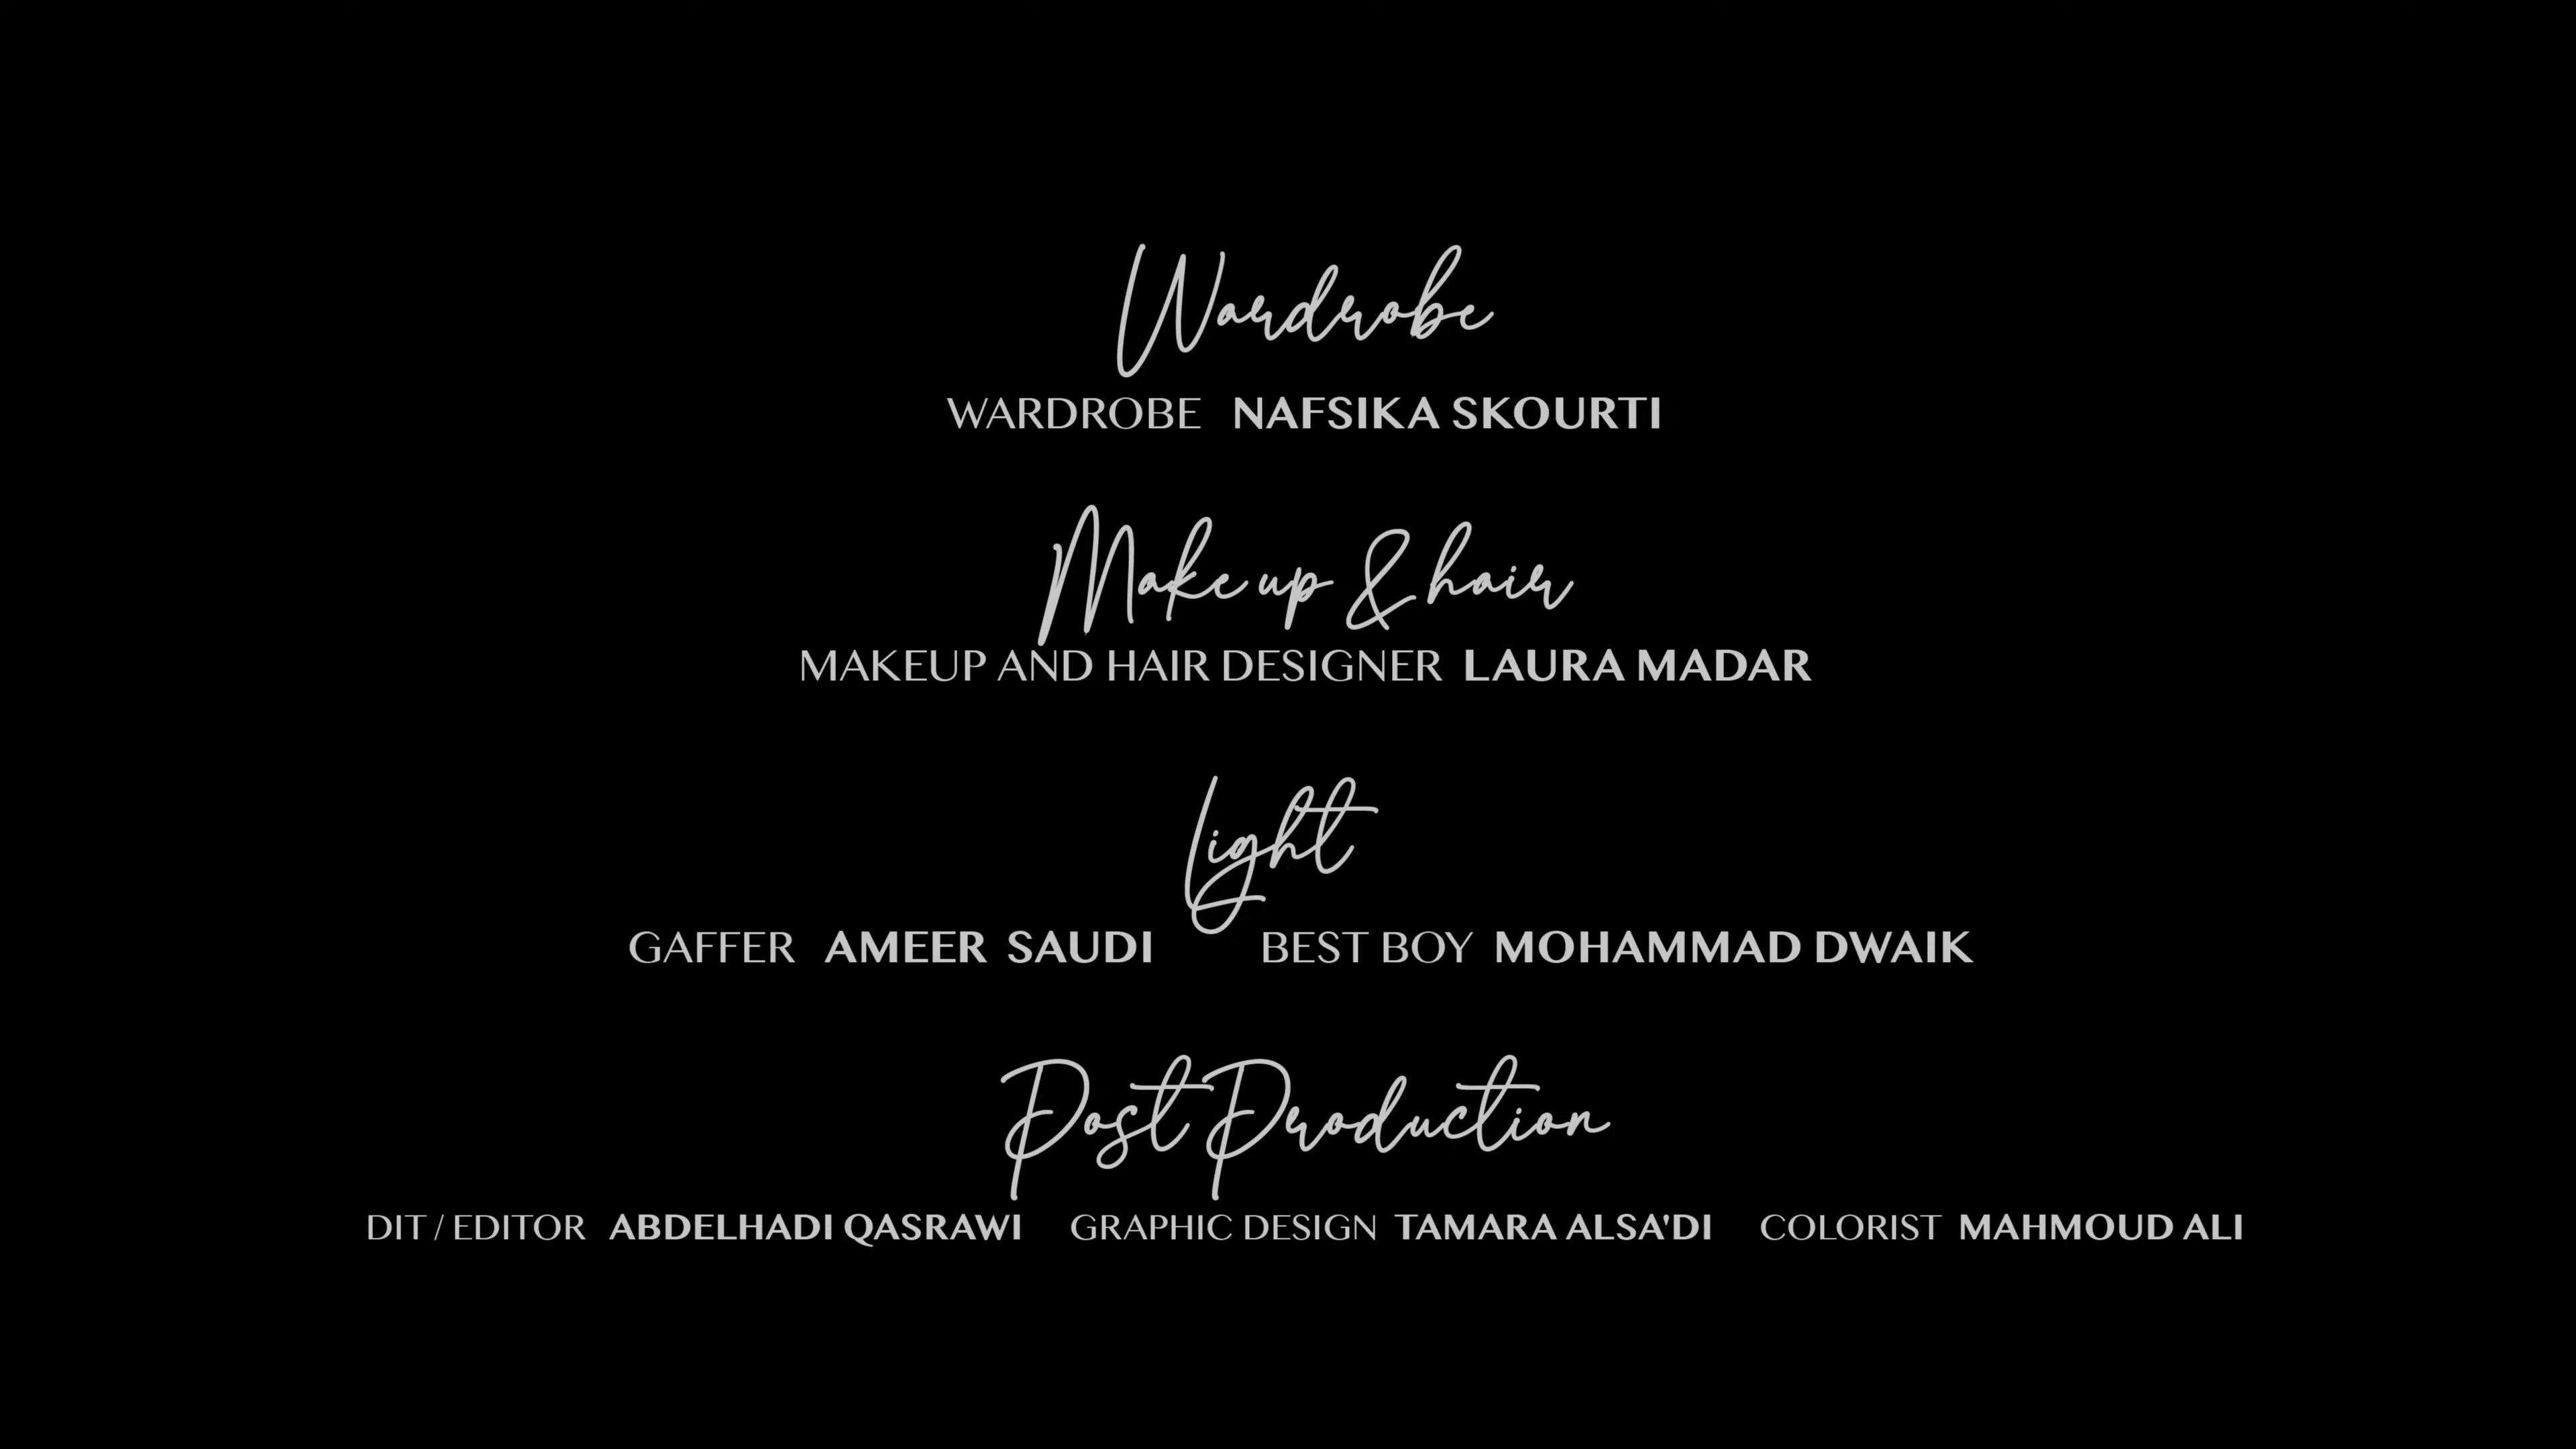 Wardrobe
WARDROBE NAFSIKA SKOURTI
Make up & hair
MAKEUP AND HAIR DESIGNER LAURA MADAR
Light
GAFFER AMEER SAUDI BEST BOY MOHAMMAD DWAIK
Post Production
DIT / EDITOR ABDELHADI QASRAWI GRAPHIC DESIGN TAMARA ALSA'DI COLORIST MAHMOUD ALI